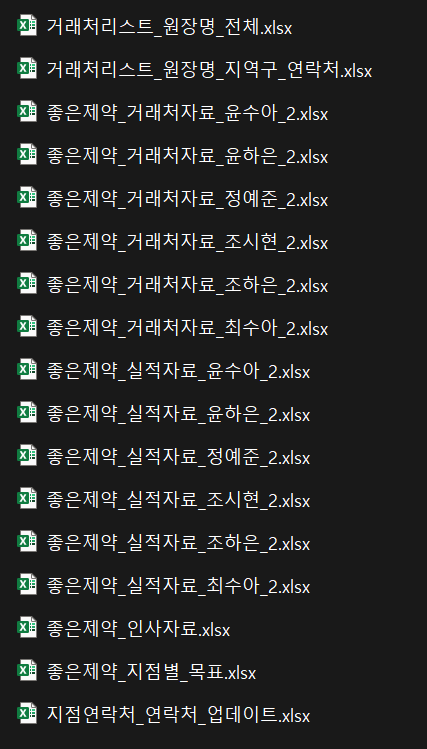 거래처리스트_원장명_전체.xlsx
거래처리스트_원장명_지역구_연락처.xlsx
좋은제약_거래처자료_윤수아_2.xlsx
좋은제약_거래처자료_윤하은_2.xlsx
좋은제약_거래처자료_정예준_2.xlsx
좋은제약_거래처자료_조시현_2.xlsx
좋은제약_거래처자료_조하은_2.xlsx
좋은제약_거래처자료_최수아_2.xlsx
좋은제약_실적자료_윤수아_2.xlsx
좋은제약_실적자료_윤하은_2.xlsx
좋은제약_실적자료_정예준_2.xlsx
좋은제약_실적자료_조시현_2.xlsx
좋은제약_실적자료_조하은_2.xlsx
좋은제약_실적자료_최수아_2.xlsx
좋은제약_인사자료.xlsx
좋은제약_지점별_목표.xlsx
지점연락처_연락처_업데이트.xlsx